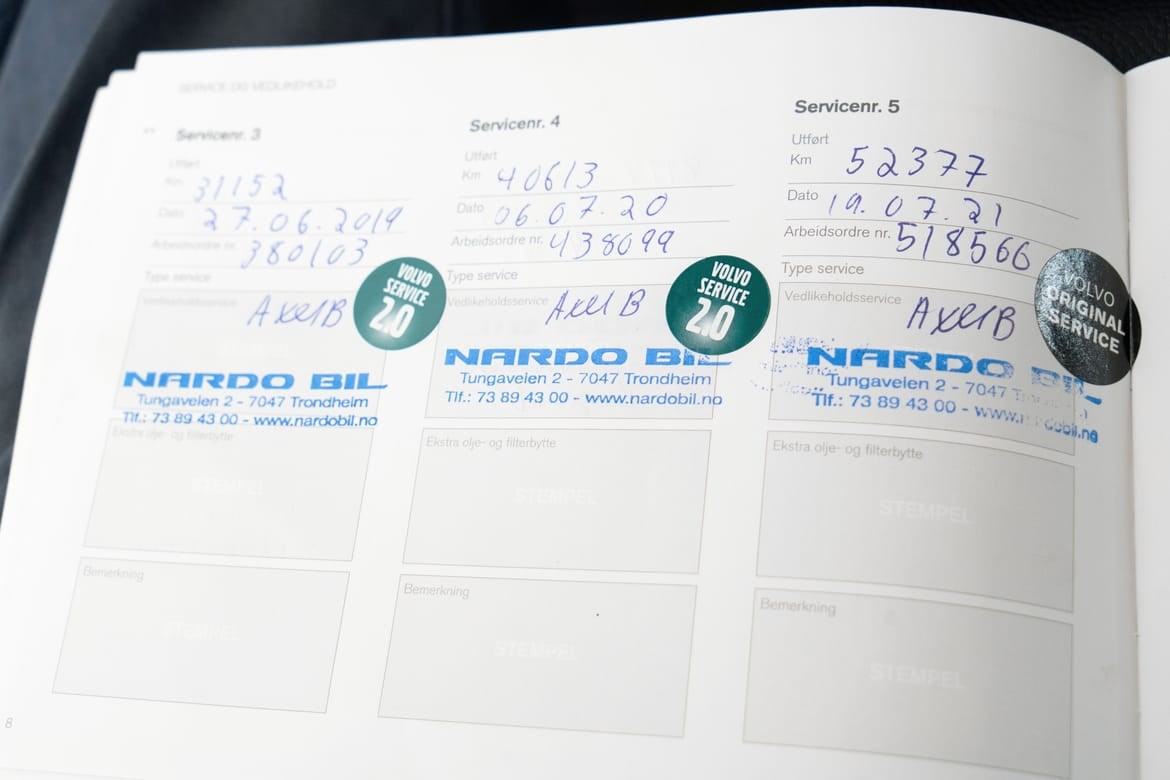 SERVICE OG VEDLIKEHOLD
Servicenr. 3
Utført
Km 31152
Dato 27.06.2019
Arbeidsordre nr. 380103
Type service
Vedlikeholdsservice
AxelB
VOLVO
SERVICE
2.0
NARDO BIL
Tungaveien 2 - 7047 Trondheim
Tlf.: 73 89 43 00 - www.nardobil.no
Ekstra olje- og filterbytte
STEMPEL
Bemerkning
STEMPEL
Servicenr. 4
Utført
Km 40613
Dato 06.07.20
Arbeidsordre nr. 438099
Type service
Vedlikeholdsservice
Axel B
VOLVO
SERVICE
2.0
NARDO BIL
Tungaveien 2 - 7047 Trondheim
Tlf.: 73 89 43 00 - www.nardobil.no
Ekstra olje- og filterbytte
STEMPEL
Bemerkning
STEMPEL
Servicenr. 5
Utført
Km 52377
Dato 19.07.21
Arbeidsordre nr. 518566
Type service
Vedlikeholdsservice
AxelB
VOLVO
ORIGINAL
SERVICE
NARDO BIL
Tungaveien 2 - 7047
Tlf.: 73 89 43 00 - www.nardobil.no
Ekstra olje- og filterbytte
STEMPEL
Bemerkning
STEMPEL
8